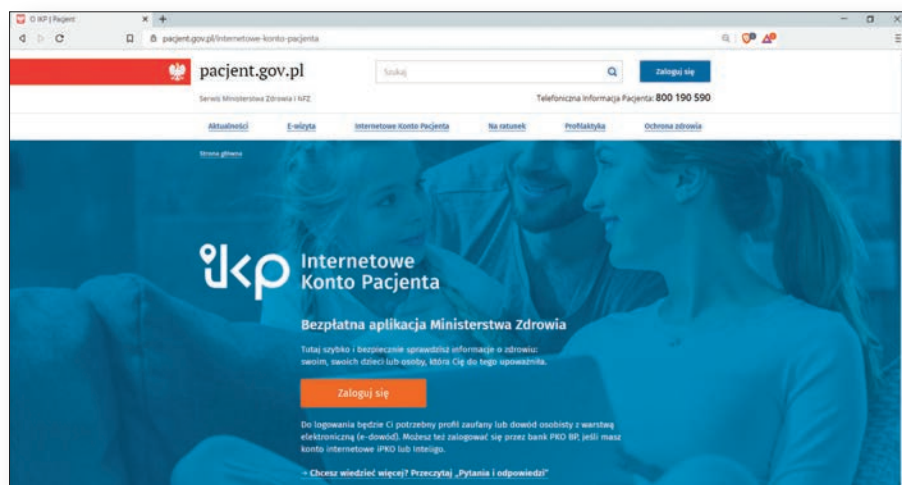 O IKP | Pacjent
pacjent.gov.pl/internetowe-konto-pacjenta
pacjent.gov.pl
Szukaj
Zaloguj się
Serwis Ministerstwa Zdrowia i NFZ
Telefoniczna Informacja Pacjenta: 800 190 590
Aktualności E-wizyta Internetowe Konto Pacjenta Na ratunek Profilaktyka Ochrona zdrowia
Strona główna
ikp Internetowe
Konto Pacjenta
Bezpłatna aplikacja Ministerstwa Zdrowia
Tutaj szybko i bezpiecznie sprawdzisz informacje o zdrowiu:
swoim, swoich dzieci lub osoby, która Cię do tego upoważniła.
Zaloguj się
Do logowania będzie Ci potrzebny profil zaufany lub dowód osobisty z warstwą
elektroniczną (e-dowód). Możesz też zalogować się przez bank PKO BP, jeśli masz
konto internetowe iPKO lub Inteligo.
→ Chcesz wiedzieć więcej? Przeczytaj „Pytania i odpowiedzi"